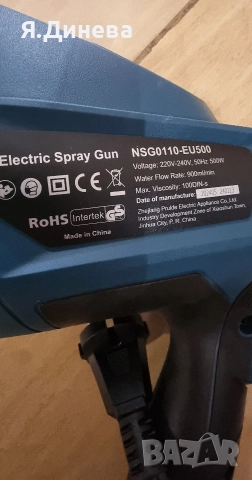 Я.Динева
Electric Spray Gun NSG0110-EU500
Voltage: 220V-240V, 50Hz 500W
Water Flow Rate: 900ml/min
Max. Viscosity: 100DIN-s
Date of manufacture:
Zhejiang Prulde Electric Appliance Co.,Ltd
Industry Development Zone of Xiaoshun Town,
Jinhua City, P. R. China
CE
RoHS Intertek GS
Made in China
BAZAR